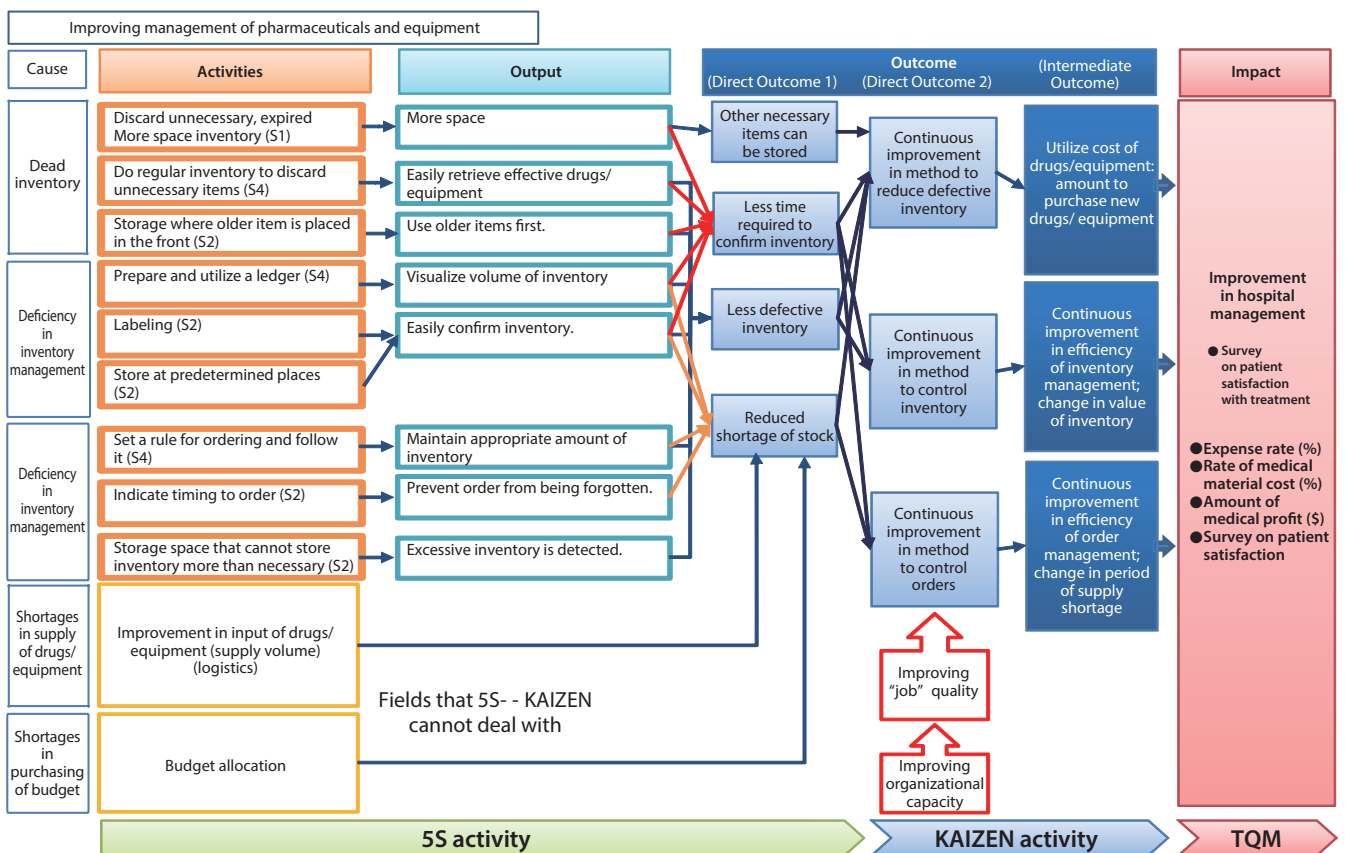 Improving management of pharmaceuticals and equipment
Cause
Activities
Output
Outcome
(Direct Outcome 1)
(Direct Outcome 2)
(Intermediate
Outcome)
Impact
Dead
inventory
Discard unnecessary, expired
More space inventory (S1)
More space
Do regular inventory to discard
unnecessary items (S4)
Easily retrieve effective drugs/
equipment
Storage where older item is placed
in the front (S2)
Use older items first.
Deficiency
in
inventory
management
Prepare and utilize a ledger (S4)
Visualize volume of inventory
Labeling (S2)
Easily confirm inventory.
Store at predetermined places
(S2)
Deficiency
in
inventory
management
Set a rule for ordering and follow
it (S4)
Maintain appropriate amount of
inventory
Indicate timing to order (S2)
Prevent order from being forgotten.
Storage space that cannot store
inventory more than necessary (S2)
Excessive inventory is detected.
Shortages
in supply
of drugs/
equipment
Improvement in input of drugs/
equipment (supply volume)
(logistics)
Shortages
in
purchasing
of budget
Budget allocation
Fields that 5S- - KAIZEN
cannot deal with
Other necessary
items can
be stored
Less time
required to
confirm inventory
Less defective
inventory
Reduced
shortage of stock
Continuous
improvement
in method to
reduce defective
inventory
Continuous
improvement
in method
to control
inventory
Continuous
improvement
in method
to control
orders
Improving
"job" quality
Improving
organizational
capacity
Utilize cost of
drugs/equipment:
amount to
purchase new
drugs/ equipment
Continuous
improvement
in efficiency
of inventory
management;
change in value
of inventory
Continuous
improvement
in efficiency
of order
management;
change in period
of supply
shortage
Improvement
in hospital
management
● Survey
on patient
satisfaction
with treatment
●Expense rate (%)
●Rate of medical
material cost (%)
●Amount of
medical profit ($)
●Survey on patient
satisfaction
5S activity
KAIZEN activity
TQM